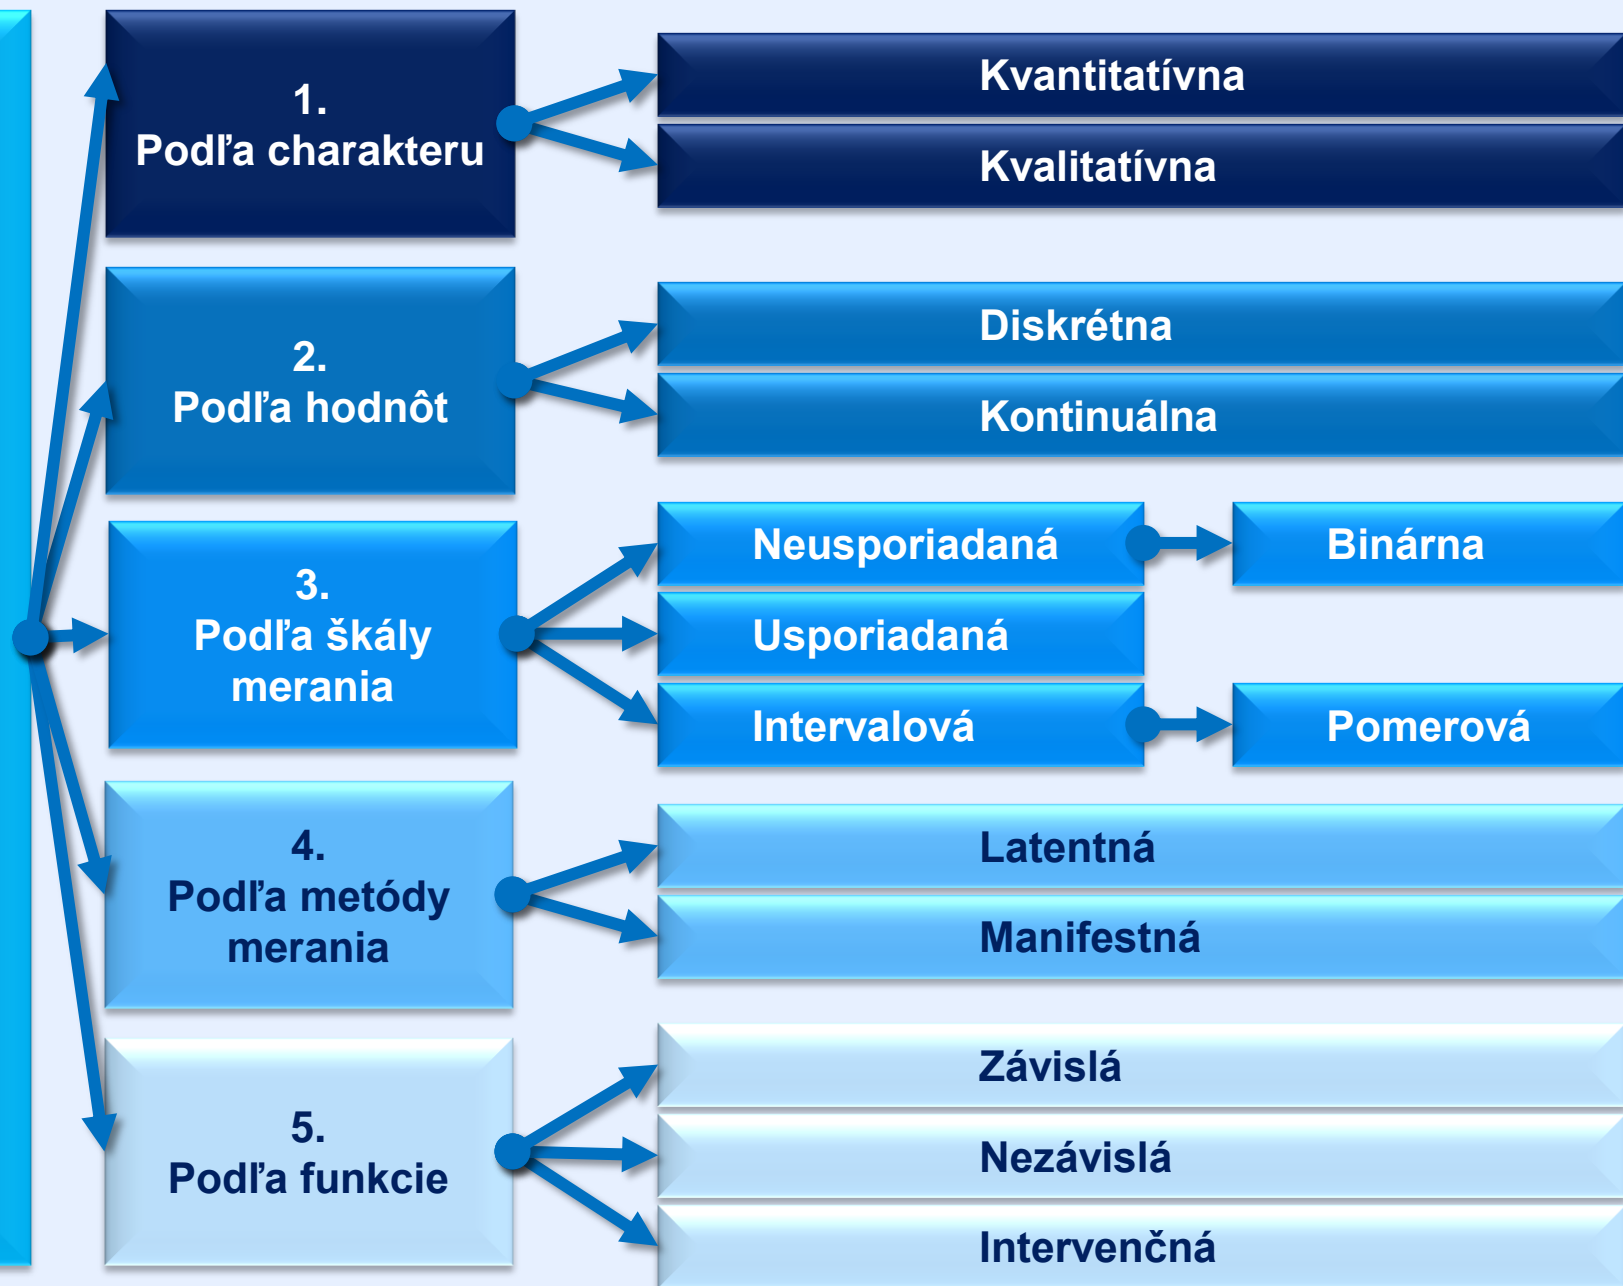 1.
Podľa charakteru
Kvantitatívna
Kvalitatívna
2.
Podľa hodnôt
Diskrétna
Kontinuálna
3.
Podľa škály
merania
Neusporiadaná
Binárna
Usporiadaná
Intervalová
Pomerová
4.
Podľa metódy
merania
Latentná
Manifestná
5.
Podľa funkcie
Závislá
Nezávislá
Intervenčná